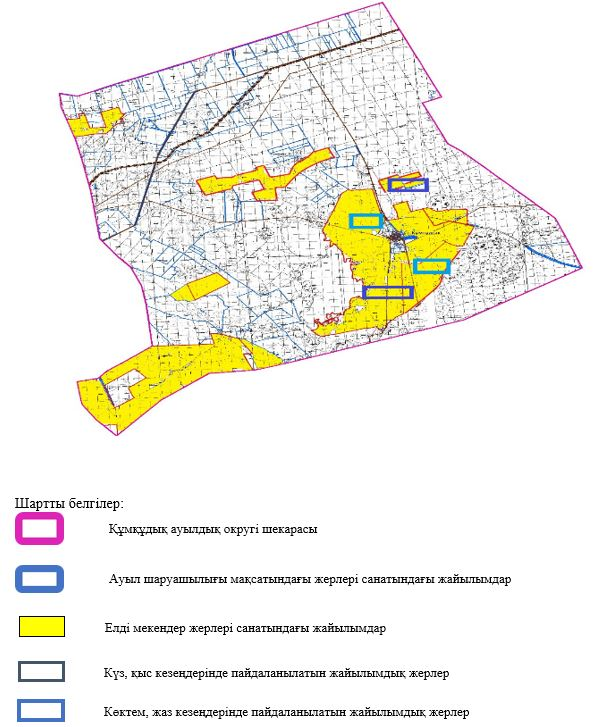 Шартты белгілер:
Құмқұдық ауылдық округі шекарасы
Ауыл шаруашылығы мақсатындағы жерлері санатындағы жайылымдар
Елді мекендер жерлері санатындағы жайылымдар
Күз, қыс кезеңдерінде пайдаланылатын жайылымдық жерлер
Көктем, жаз кезеңдерінде пайдаланылатын жайылымдық жерлер